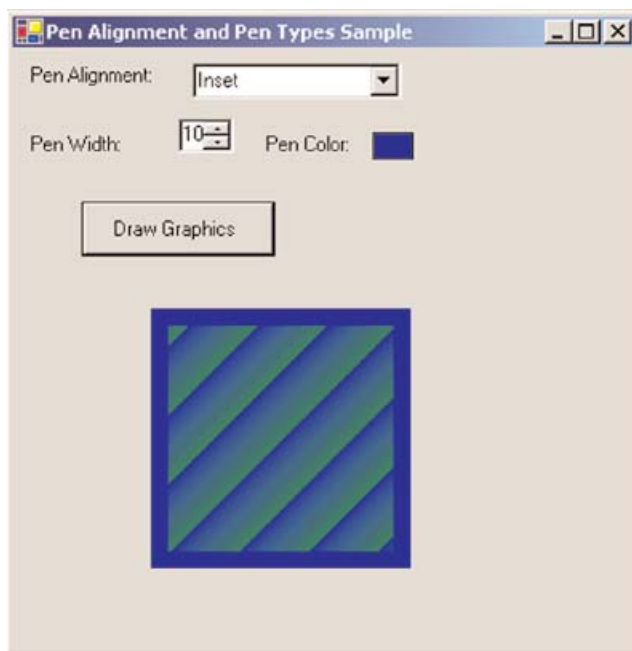 Pen Alignment and Pen Types Sample
Pen Alignment: Inset
Pen Width: 10 Pen Color:
Draw Graphics